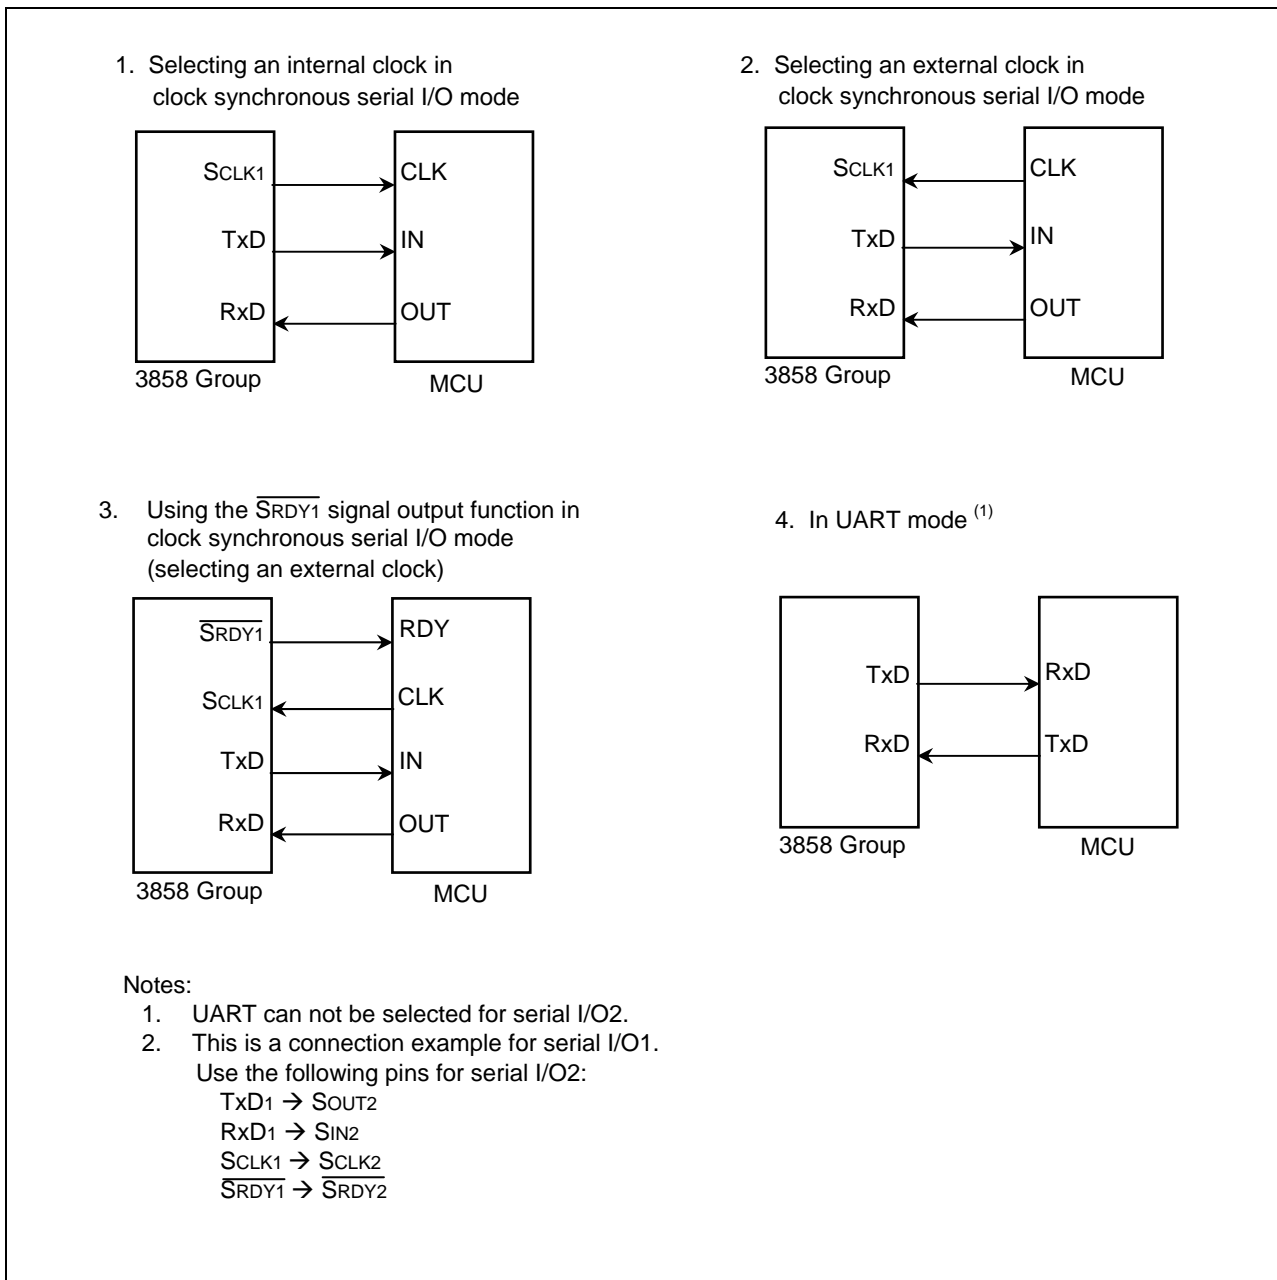 1. Selecting an internal clock in
clock synchronous serial I/O mode
SCLK1
CLK
TxD
IN
RxD
OUT
3858 Group
MCU
2. Selecting an external clock in
clock synchronous serial I/O mode
SCLK1
CLK
TxD
IN
RxD
OUT
3858 Group
MCU
3. Using the S̅R̅D̅Y̅1̅ signal output function in
clock synchronous serial I/O mode
(selecting an external clock)
S̅R̅D̅Y̅1̅
RDY
SCLK1
CLK
TxD
IN
RxD
OUT
3858 Group
MCU
4. In UART mode (1)
TxD
RxD
RxD
TxD
3858 Group
MCU
Notes:
1. UART can not be selected for serial I/O2.
2. This is a connection example for serial I/O1.
Use the following pins for serial I/O2:
TxD1 → SOUT2
RxD1 → SIN2
SCLK1 → SCLK2
S̅R̅D̅Y̅1̅ → S̅R̅D̅Y̅2̅